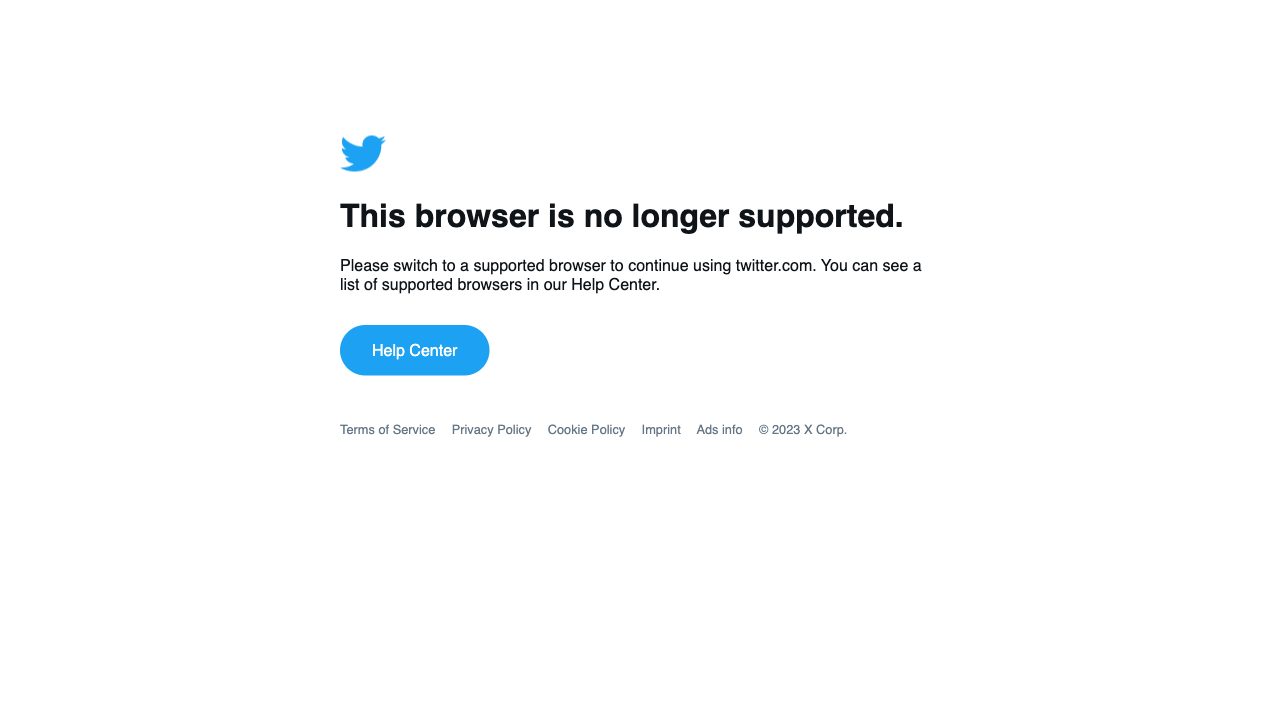 This browser is no longer supported.
Please switch to a supported browser to continue using twitter.com. You can see a
list of supported browsers in our Help Center.
Help Center
Terms of Service Privacy Policy Cookie Policy Imprint Ads info © 2023 X Corp.